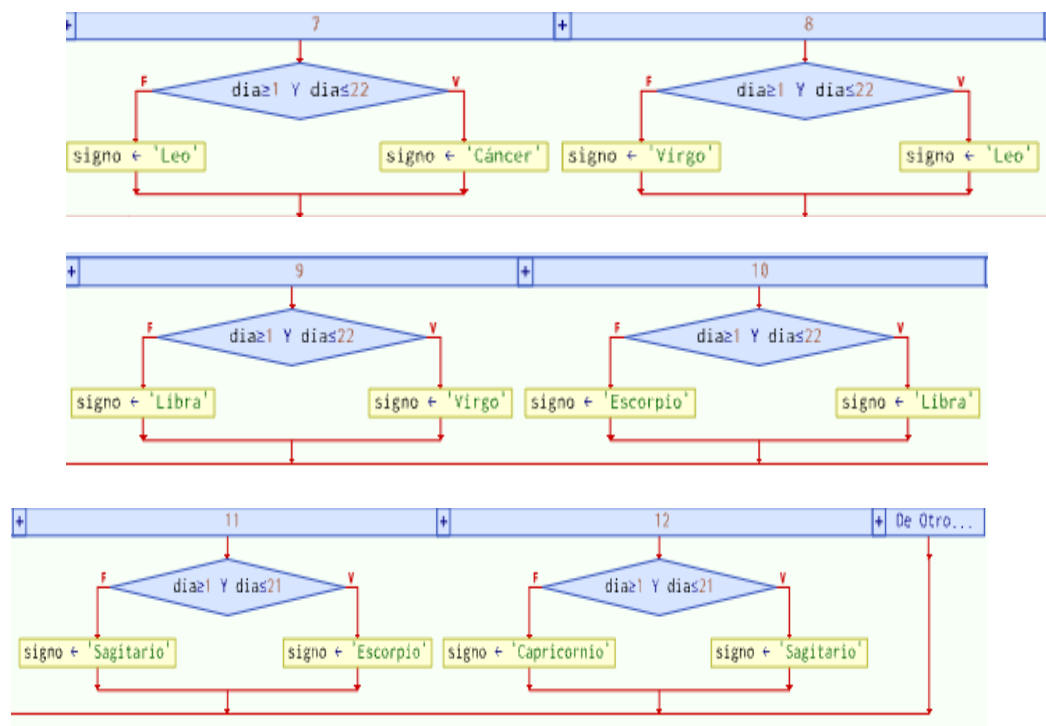 + 7 + 8
F dia≥1 Y dia≤22 V F dia≥1 Y dia≤22 V
signo ← 'Leo' signo ← 'Cáncer' signo ← 'Virgo' signo ← 'Leo'
+ 9 + 10
F dia≥1 Y dia≤22 V F dia≥1 Y dia≤22 V
signo ← 'Libra' signo ← 'Virgo' signo ← 'Escorpio' signo ← 'Libra'
+ 11 + 12 + De Otro...
F dia≥1 Y dia≤21 V F dia≥1 Y dia≤21 V
signo ← 'Sagitario' signo ← 'Escorpio' signo ← 'Capricornio' signo ← 'Sagitario'